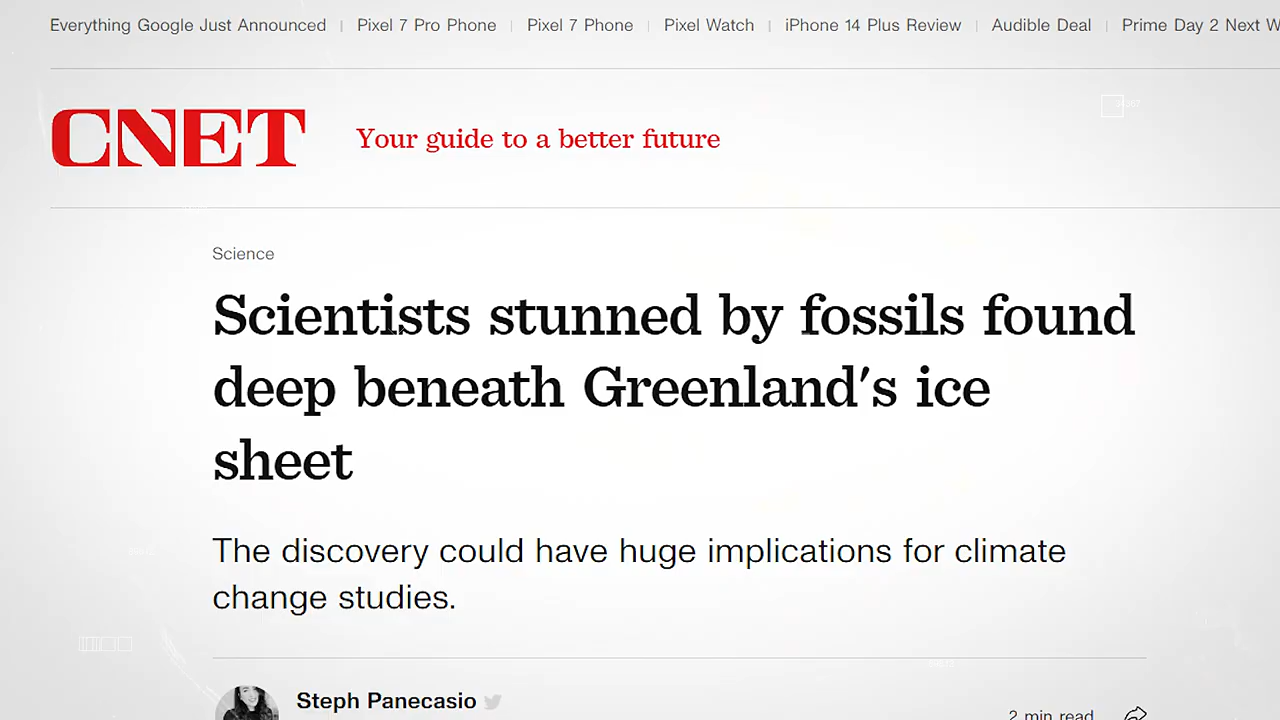 Everything Google Just Announced | Pixel 7 Pro Phone | Pixel 7 Phone | Pixel Watch | iPhone 14 Plus Review | Audible Deal | Prime Day 2 Next W
CNET Your guide to a better future
Science
Scientists stunned by fossils found
deep beneath Greenland's ice
sheet
The discovery could have huge implications for climate
change studies.
Steph Panecasio
2 min read